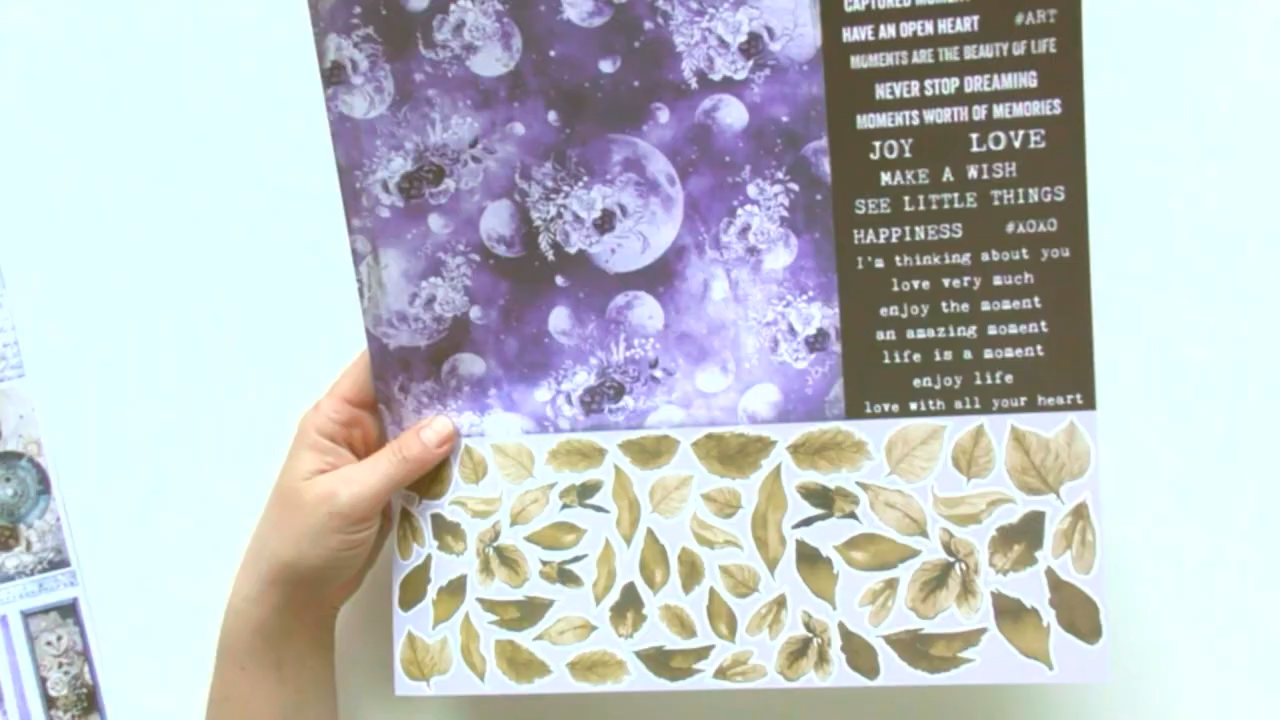 CAPTURED MOMENT
HAVE AN OPEN HEART #ART
MOMENTS ARE THE BEAUTY OF LIFE
NEVER STOP DREAMING
MOMENTS WORTH OF MEMORIES
JOY LOVE
MAKE A WISH
SEE LITTLE THINGS
HAPPINESS #XOXO
I'm thinking about you
love very much
enjoy the moment
an amazing moment
life is a moment
enjoy life
love with all your heart